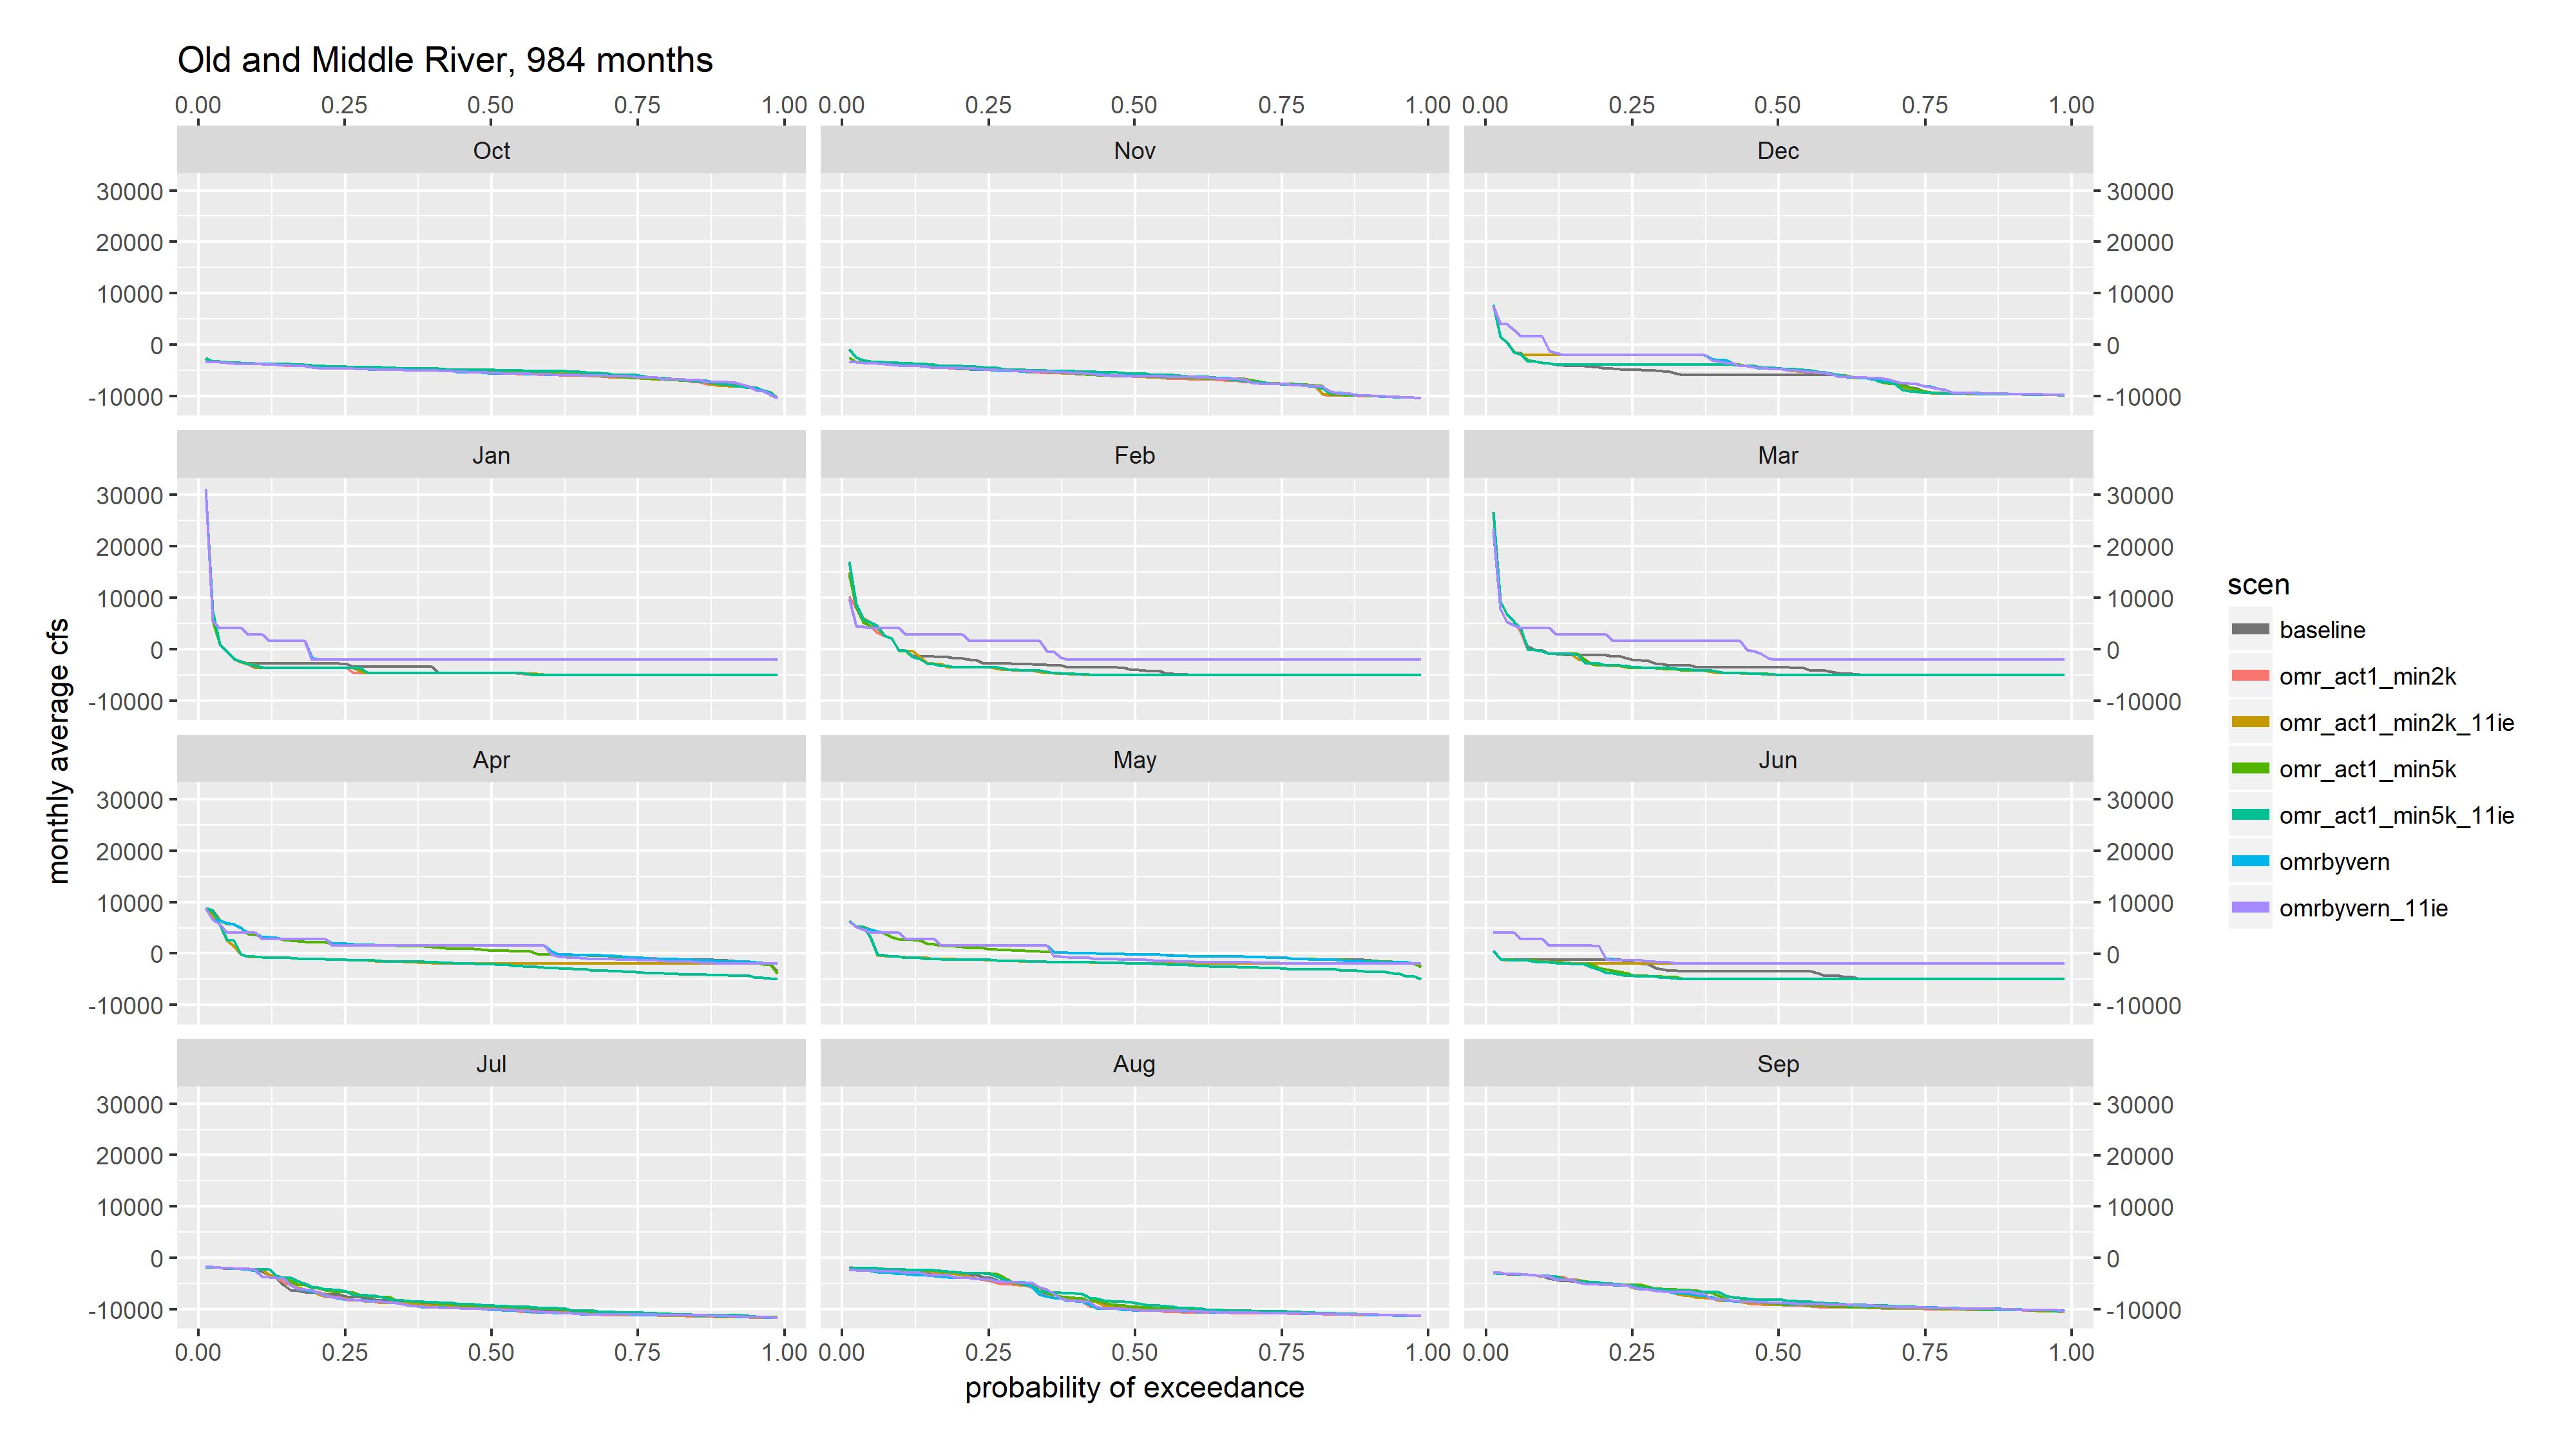 Old and Middle River, 984 months
0.00 0.25 0.50 0.75 1.00 0.00 0.25 0.50 0.75 1.00 0.00 0.25 0.50 0.75 1.00
Oct Nov Dec
30000 30000
20000 20000
10000 10000
0 0
-10000 -10000
Jan Feb Mar
30000 30000
20000 20000
10000 10000
0 0
-10000 -10000
Apr May Jun
30000 30000
20000 20000
10000 10000
0 0
-10000 -10000
Jul Aug Sep
30000 30000
20000 20000
10000 10000
0 0
-10000 -10000
0.00 0.25 0.50 0.75 1.00 0.00 0.25 0.50 0.75 1.00 0.00 0.25 0.50 0.75 1.00
probability of exceedance
monthly average cfs
scen
baseline
omr_act1_min2k
omr_act1_min2k_11ie
omr_act1_min5k
omr_act1_min5k_11ie
omrbyvern
omrbyvern_11ie